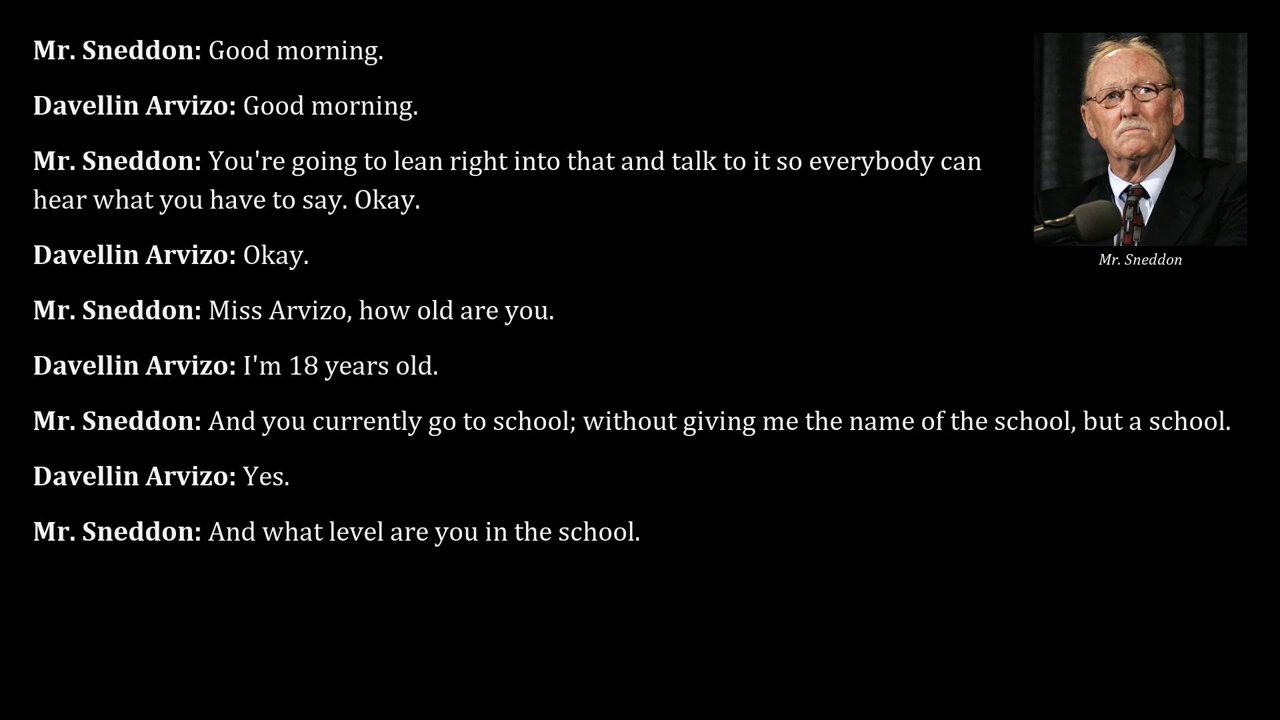 Mr. Sneddon: Good morning.
Davellin Arvizo: Good morning.
Mr. Sneddon: You're going to lean right into that and talk to it so everybody can
hear what you have to say. Okay.
Davellin Arvizo: Okay.
Mr. Sneddon
Mr. Sneddon: Miss Arvizo, how old are you.
Davellin Arvizo: I'm 18 years old.
Mr. Sneddon: And you currently go to school; without giving me the name of the school, but a school.
Davellin Arvizo: Yes.
Mr. Sneddon: And what level are you in the school.